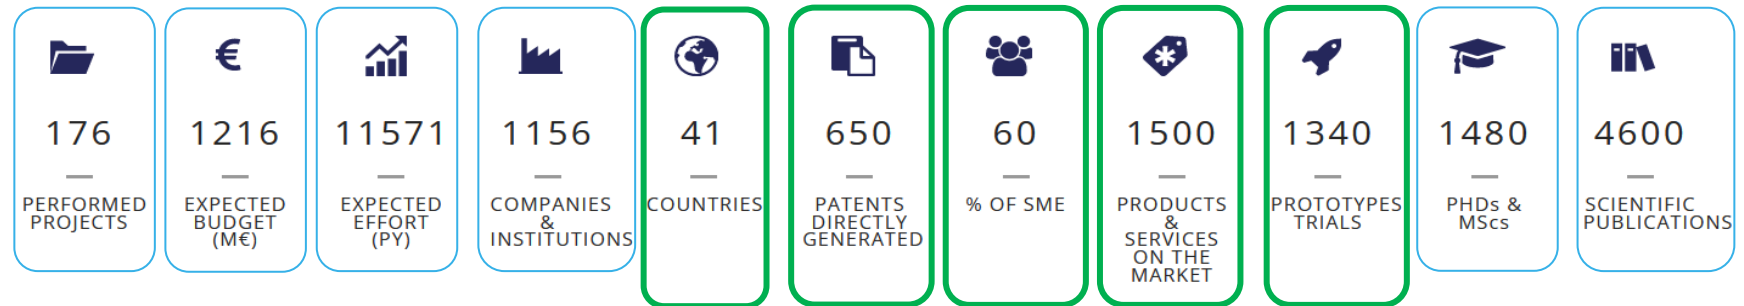 €
176
PERFORMED
PROJECTS
1216
EXPECTED
BUDGET
(M€)
11571
EXPECTED
EFFORT
(PY)
1156
COMPANIES
&
INSTITUTIONS
41
COUNTRIES
650
PATENTS
DIRECTLY
GENERATED
60
% OF SME
1500
PRODUCTS
&
SERVICES
ON THE
MARKET
1340
PROTOTYPES
TRIALS
1480
PHDs &
MScs
4600
SCIENTIFIC
PUBLICATIONS